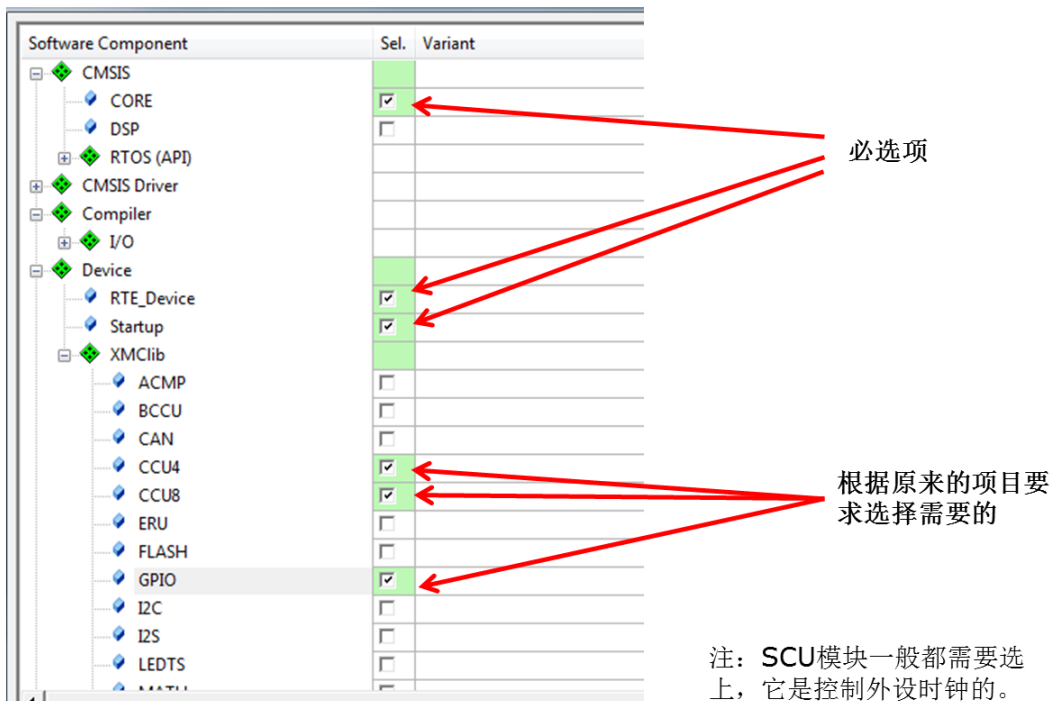 Software Component Sel. Variant
CMSIS
CORE
DSP
RTOS (API)
CMSIS Driver
Compiler
I/O
Device
RTE_Device
Startup
XMClib
ACMP
BCCU
CAN
CCU4
CCU8
ERU
FLASH
GPIO
I2C
I2S
LEDTS
必选项
根据原来的项目要
求选择需要的
注：SCU模块一般都需要选
上，它是控制外设时钟的。